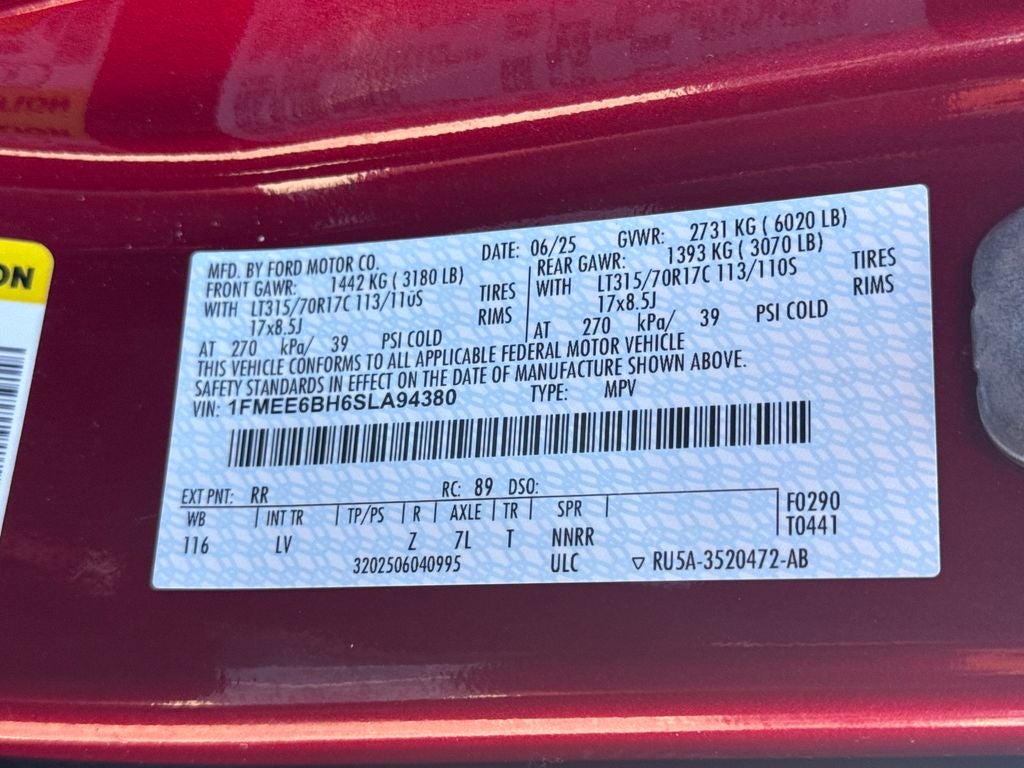 ON
MFD. BY FORD MOTOR CO. DATE: 06/25 GVWR: 2731 KG ( 6020 LB)
FRONT GAWR: 1442 KG ( 3180 LB) REAR GAWR: 1393 KG ( 3070 LB)
WITH LT315/70R17C 113/110S TIRES WITH LT315/70R17C 113/110S TIRES
17x8.5J RIMS 17x8.5J RIMS
AT 270 kPa/ 39 PSI COLD AT 270 kPa/ 39 PSI COLD
THIS VEHICLE CONFORMS TO ALL APPLICABLE FEDERAL MOTOR VEHICLE
SAFETY STANDARDS IN EFFECT ON THE DATE OF MANUFACTURE SHOWN ABOVE.
VIN: 1FMEE6BH6SLA94380 TYPE: MPV
EXT PNT: RR RC: 89 DSO:
WB INT TR TP/PS R AXLE TR SPR F0290
116 LV Z 7L T NNRR T0441
3202506040995 ULC ▽ RU5A-3520472-AB